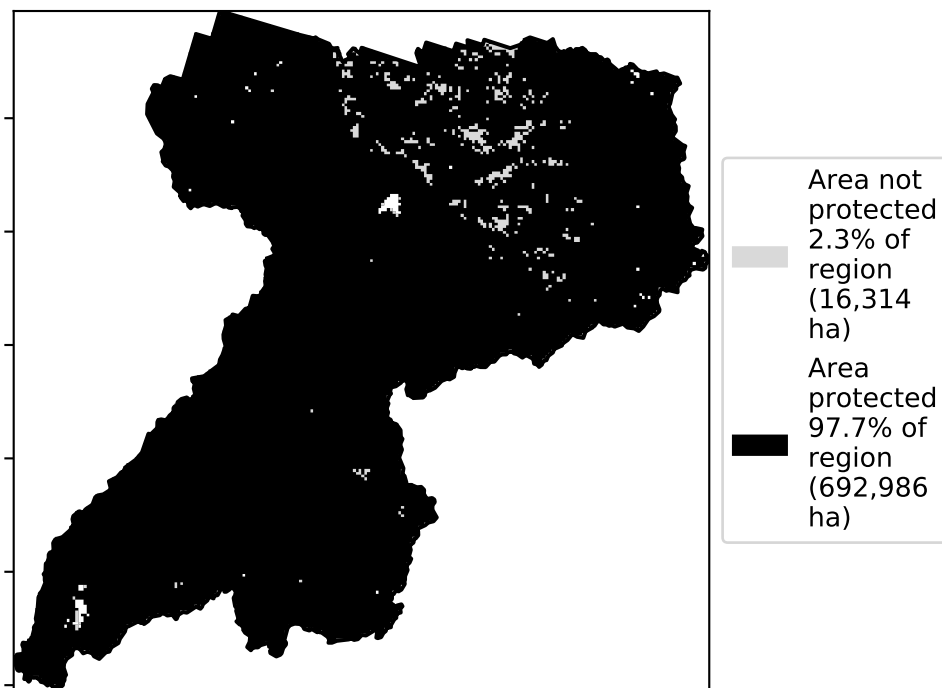 Area not
protected
2.3% of
region
(16,314
ha)
Area
protected
97.7% of
region
(692,986
ha)